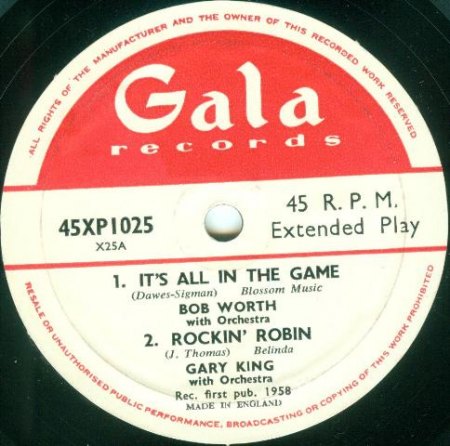 ALL RIGHTS OF THE MANUFACTURER AND THE OWNER OF THIS RECORDED WORK RESERVED
Gala
records
45XP1025
X25A
45 R. P. M.
Extended Play
1. IT'S ALL IN THE GAME
(Dawes-Sigman) Blossom Music
BOB WORTH
with Orchestra
2. ROCKIN' ROBIN
(J. Thomas) Belinda
GARY KING
with Orchestra
Rec. first pub. 1958
MADE IN ENGLAND
RESALE OR UNAUTHORISED PUBLIC PERFORMANCE, BROADCASTING OR COPYING OF THIS WORK PROHIBITED